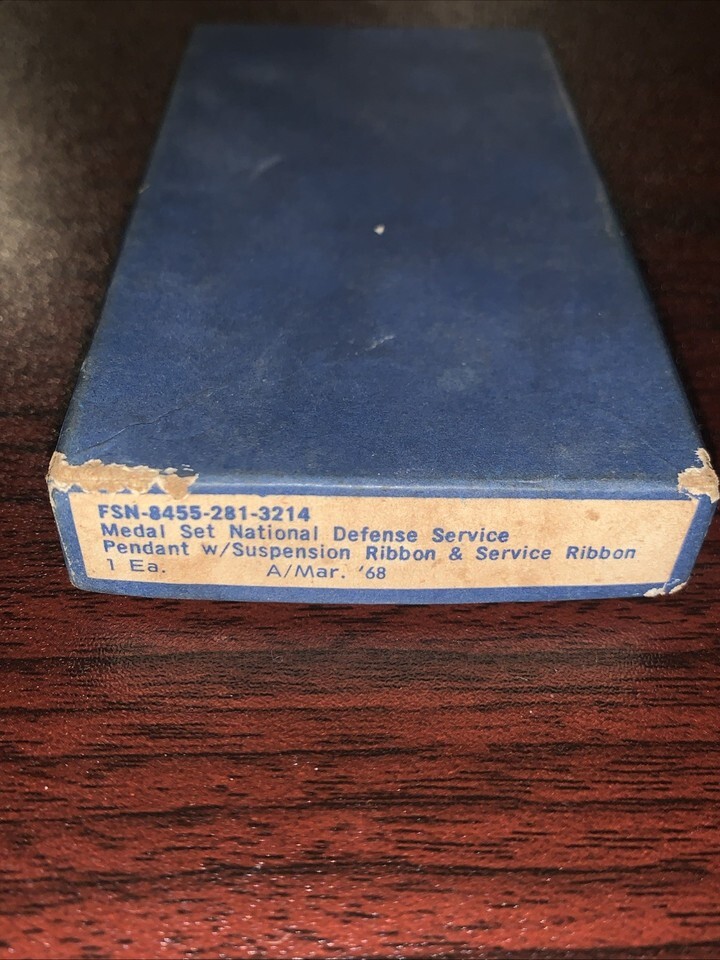 FSN-8455-281-3214
Medal Set National Defense Service
Pendant w/Suspension Ribbon & Service Ribbon
1 Ea. A/Mar. '68